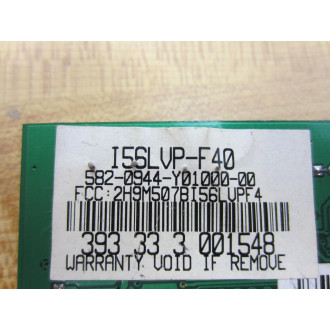 I56LVP-F40
582-0944-Y01000-00
FCC:2H9M507BI56LVPF4
393 33 3 001548
WARRANTY VOID IF REMOVE